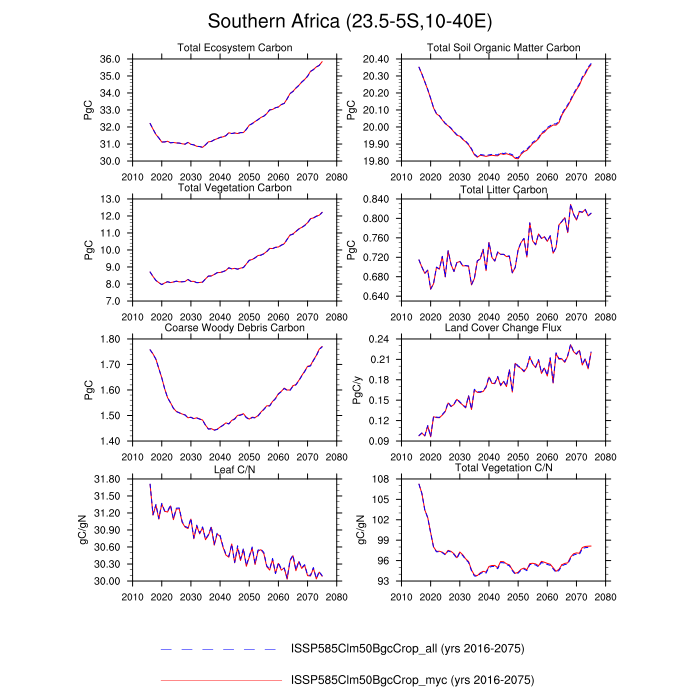 Southern Africa (23.5-5S,10-40E)
Total Ecosystem Carbon
PgC
36.0
35.0
34.0
33.0
32.0
31.0
30.0
2010 2020 2030 2040 2050 2060 2070 2080
Total Soil Organic Matter Carbon
PgC
20.40
20.30
20.20
20.10
20.00
19.90
19.80
2010 2020 2030 2040 2050 2060 2070 2080
Total Vegetation Carbon
PgC
13.0
12.0
11.0
10.0
9.0
8.0
7.0
2010 2020 2030 2040 2050 2060 2070 2080
Total Litter Carbon
PgC
0.840
0.800
0.760
0.720
0.680
0.640
2010 2020 2030 2040 2050 2060 2070 2080
Coarse Woody Debris Carbon
PgC
1.80
1.70
1.60
1.50
1.40
2010 2020 2030 2040 2050 2060 2070 2080
Land Cover Change Flux
PgC/y
0.24
0.21
0.18
0.15
0.12
0.09
2010 2020 2030 2040 2050 2060 2070 2080
Leaf C/N
gC/gN
31.80
31.50
31.20
30.90
30.60
30.30
30.00
2010 2020 2030 2040 2050 2060 2070 2080
Total Vegetation C/N
gC/gN
108
105
102
99
96
93
2010 2020 2030 2040 2050 2060 2070 2080
ISSP585Clm50BgcCrop_all (yrs 2016-2075)
ISSP585Clm50BgcCrop_myc (yrs 2016-2075)